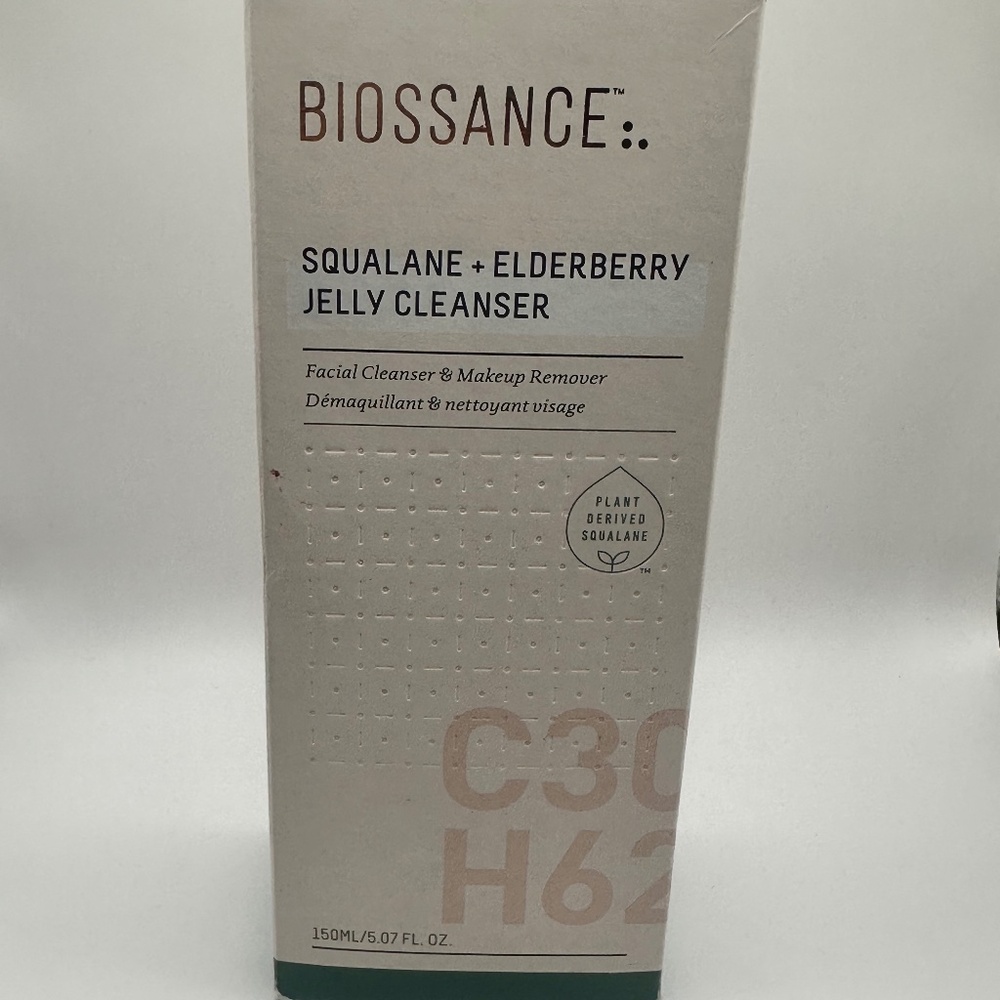 BIOSSANCE™
SQUALANE + ELDERBERRY
JELLY CLEANSER
Facial Cleanser & Makeup Remover
Démaquillant & nettoyant visage
PLANT
DERIVED
SQUALANE
TM
C30
H62
150ML/5.07 FL. OZ.